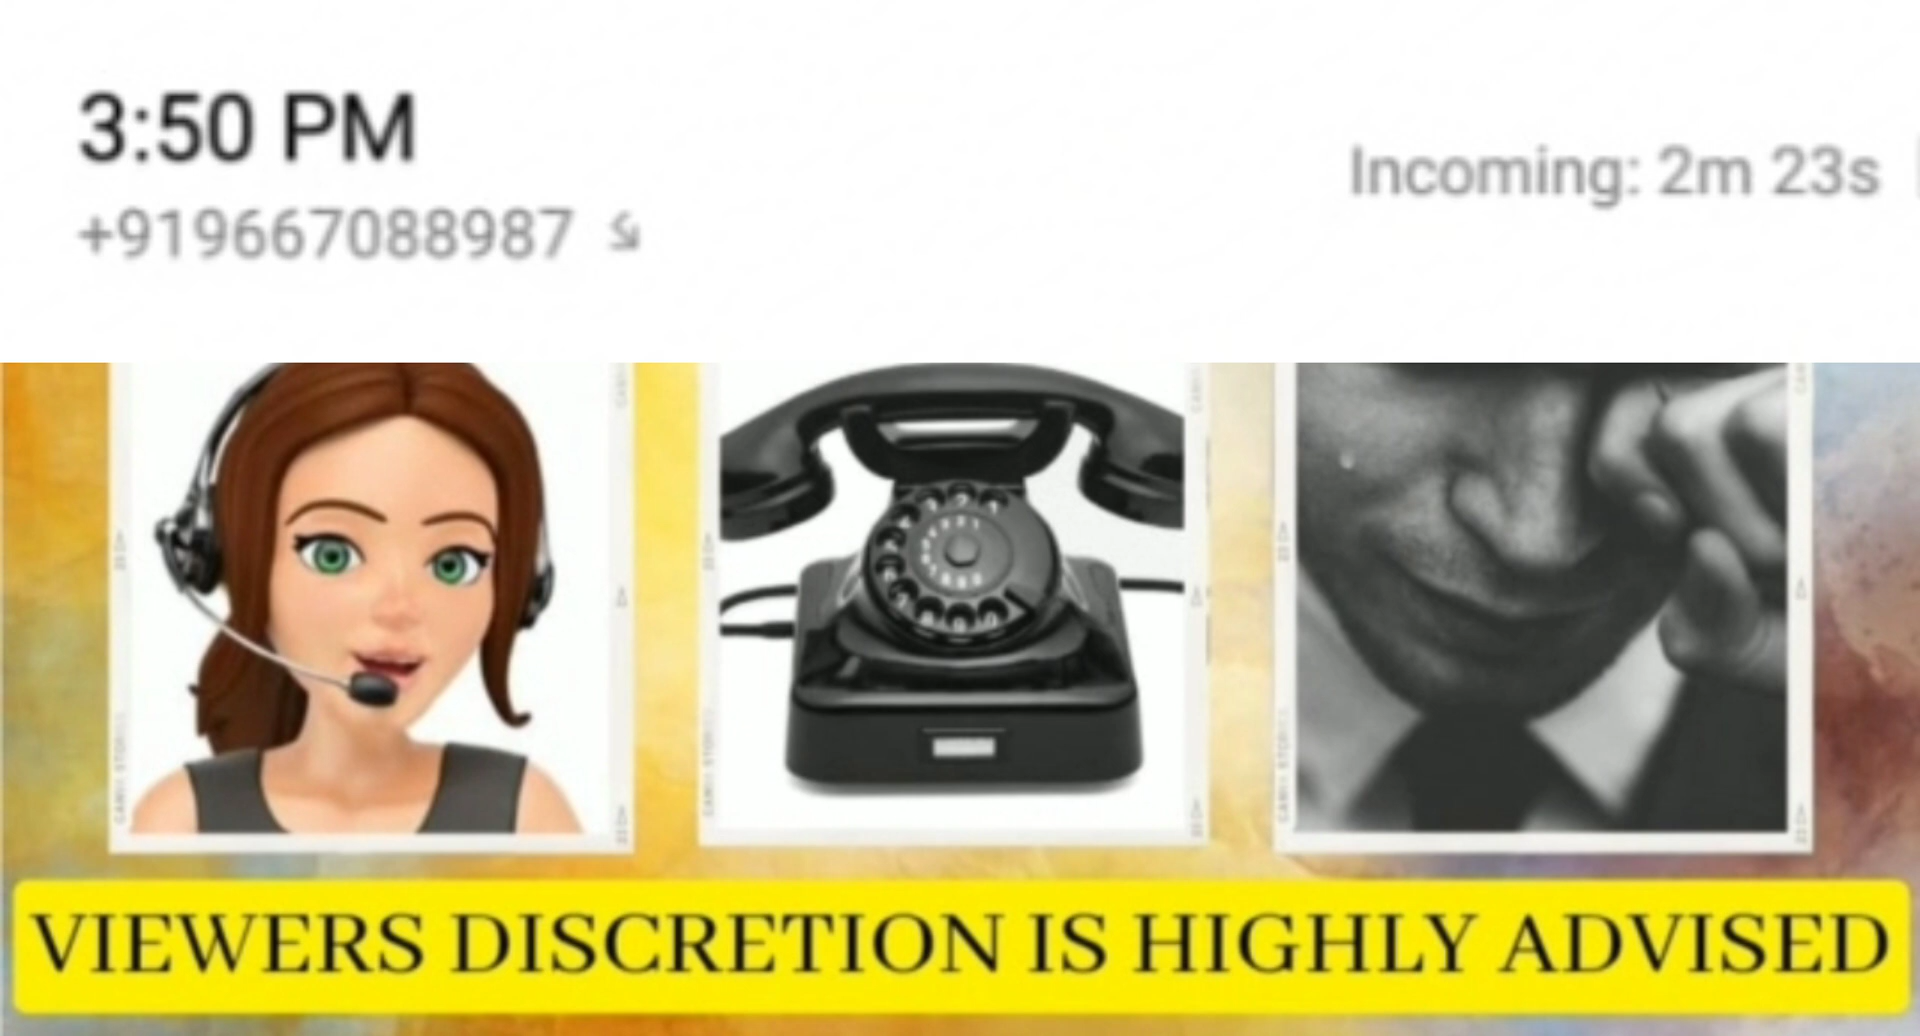 3:50 PM
Incoming: 2m 23s
+919667088987
VIEWERS DISCRETION IS HIGHLY ADVISED